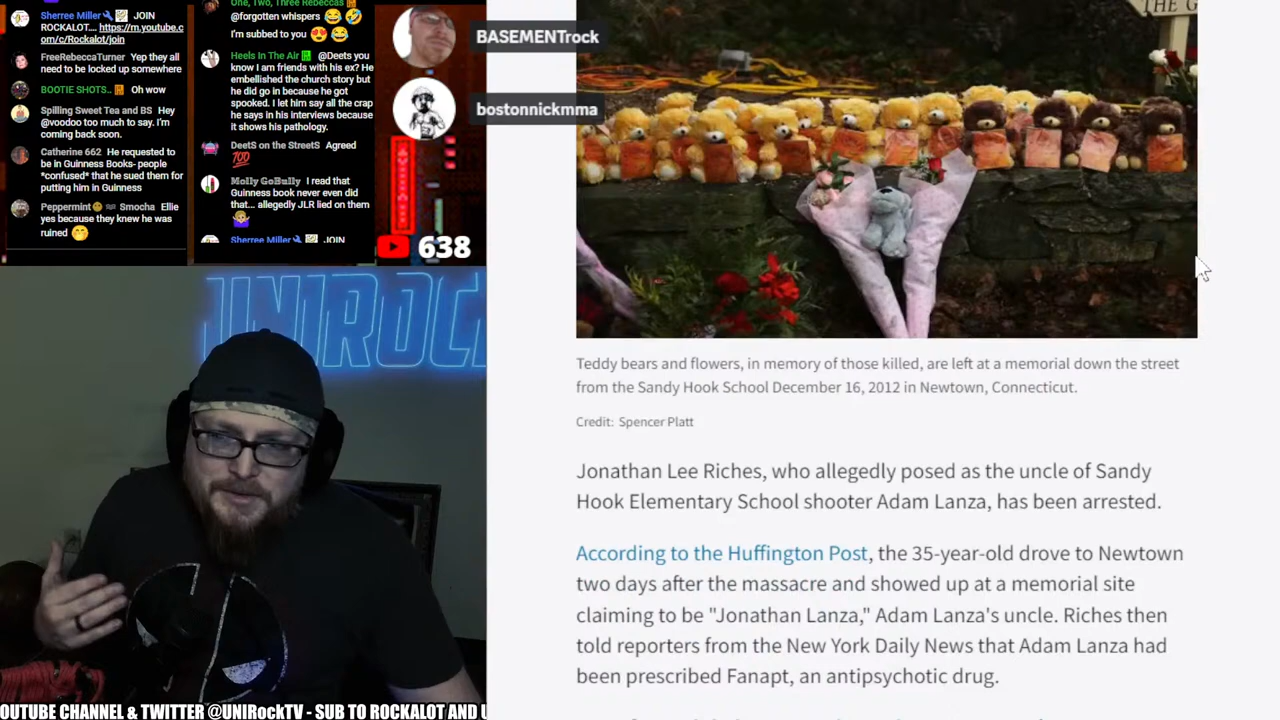 Sherree Miller JOIN
ROCKALOT.... https://m.youtube.c
om/c/Rockalot/join
FreeRebeccaTurner Yep they all
need to be locked up somewhere
BOOTIE SHOTS.. Oh wow
Spilling Sweet Tea and BS Hey
@voodoo too much to say. I'm
coming back soon.
Catherine 662 He requested to
be in Guinness Books- people
*confused* that he sued them for
putting him in Guinness
Peppermint Smocha Ellie
yes because they knew he was
ruined
One, Two, Three Rebeccas
@forgotten whispers
I'm subbed to you
Heels In The Air @Deets you
know I am friends with his ex? He
embellished the church story but
he did go in because he got
spooked. I let him say all the crap
he says in his interviews because
it shows his pathology.
DeetS on the StreetS Agreed
100
Molly GoBully I read that
Guinness book never even did
that... allegedly JLR lied on them
Sherree Miller JOIN
BASEMENTrock
bostonnickmma
638
UNIROC
THE G
Teddy bears and flowers, in memory of those killed, are left at a memorial down the street
from the Sandy Hook School December 16, 2012 in Newtown, Connecticut.
Credit: Spencer Platt
Jonathan Lee Riches, who allegedly posed as the uncle of Sandy
Hook Elementary School shooter Adam Lanza, has been arrested.
According to the Huffington Post, the 35-year-old drove to Newtown
two days after the massacre and showed up at a memorial site
claiming to be "Jonathan Lanza," Adam Lanza's uncle. Riches then
told reporters from the New York Daily News that Adam Lanza had
been prescribed Fanapt, an antipsychotic drug.
OUTUBE CHANNEL & TWITTER @UNIRockTV - SUB TO ROCKALOT AND U